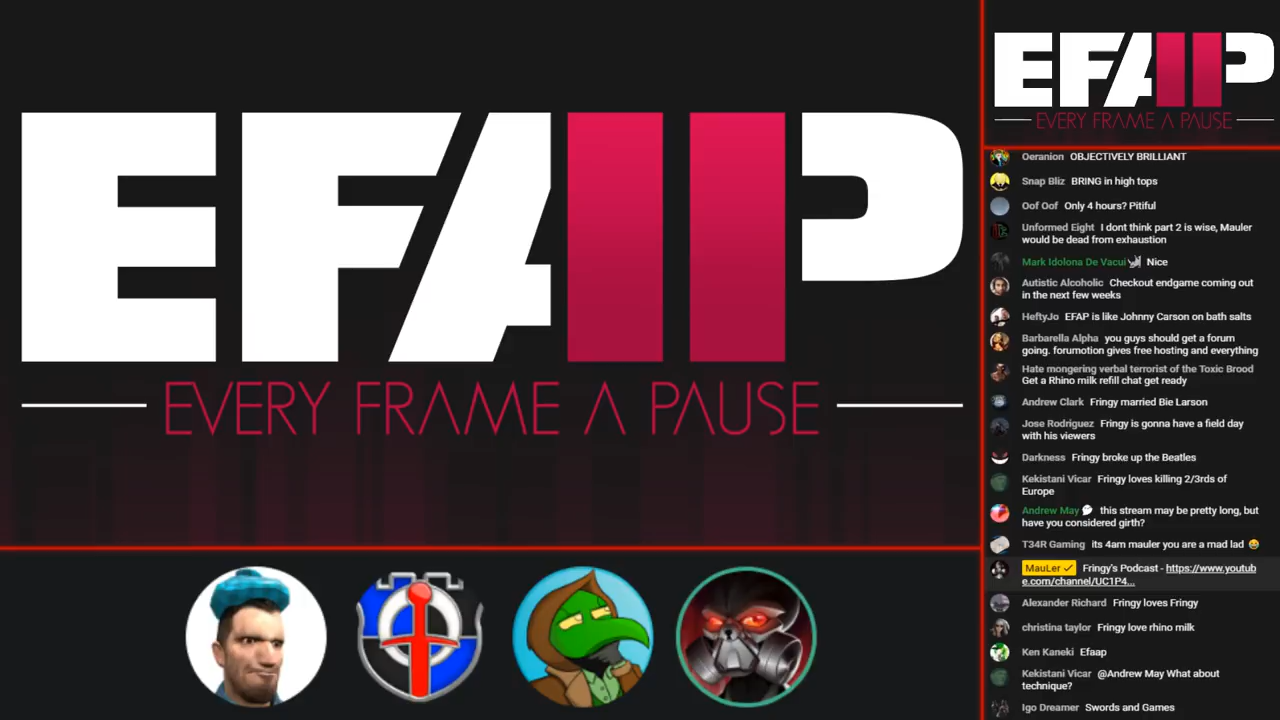 EFAP
EVERY FRAME A PAUSE
EFAP
EVERY FRAME A PAUSE
Oeranion OBJECTIVELY BRILLIANT
Snap Bliz BRING in high tops
Oof Oof Only 4 hours? Pitiful
Unformed Eight I dont think part 2 is wise, Mauler
would be dead from exhaustion
Mark Idolona De Vacui Nice
Autistic Alcoholic Checkout endgame coming out
in the next few weeks
HeftyJo EFAP is like Johnny Carson on bath salts
Barbarella Alpha you guys should get a forum
going. forumotion gives free hosting and everything
Hate mongering verbal terrorist of the Toxic Brood
Get a Rhino milk refill chat get ready
Andrew Clark Fringy married Bie Larson
Jose Rodriguez Fringy is gonna have a field day
with his viewers
Darkness Fringy broke up the Beatles
Kekistani Vicar Fringy loves killing 2/3rds of
Europe
Andrew May this stream may be pretty long, but
have you considered girth?
T34R Gaming its 4am mauler you are a mad lad 😂
MauLer ✓ Fringy's Podcast - https://www.youtub
e.com/channel/UC1P4...
Alexander Richard Fringy loves Fringy
christina taylor Fringy love rhino milk
Ken Kaneki Efaap
Kekistani Vicar @Andrew May What about
technique?
Igo Dreamer Swords and Games